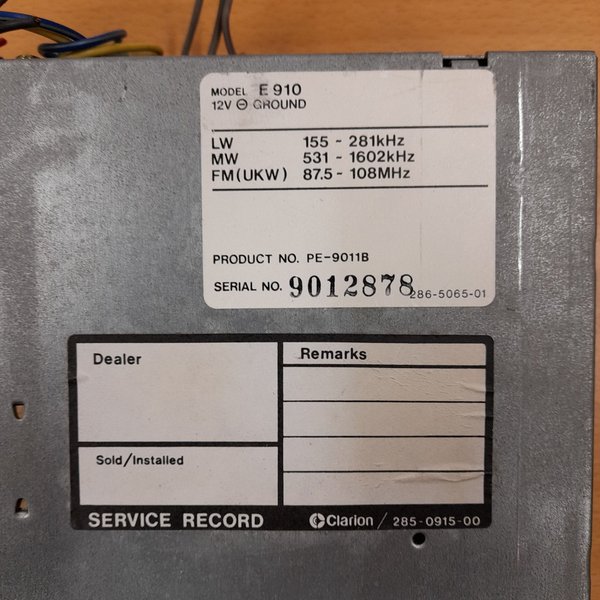 MODEL E 910
12V ⊖ GROUND
LW 155 ~ 281kHz
MW 531 ~ 1602kHz
FM(UKW) 87.5 ~ 108MHz
PRODUCT NO. PE-9011B
SERIAL NO. 9012878
286-5065-01
Dealer
Remarks
Sold/Installed
SERVICE RECORD
Clarion / 285-0915-00